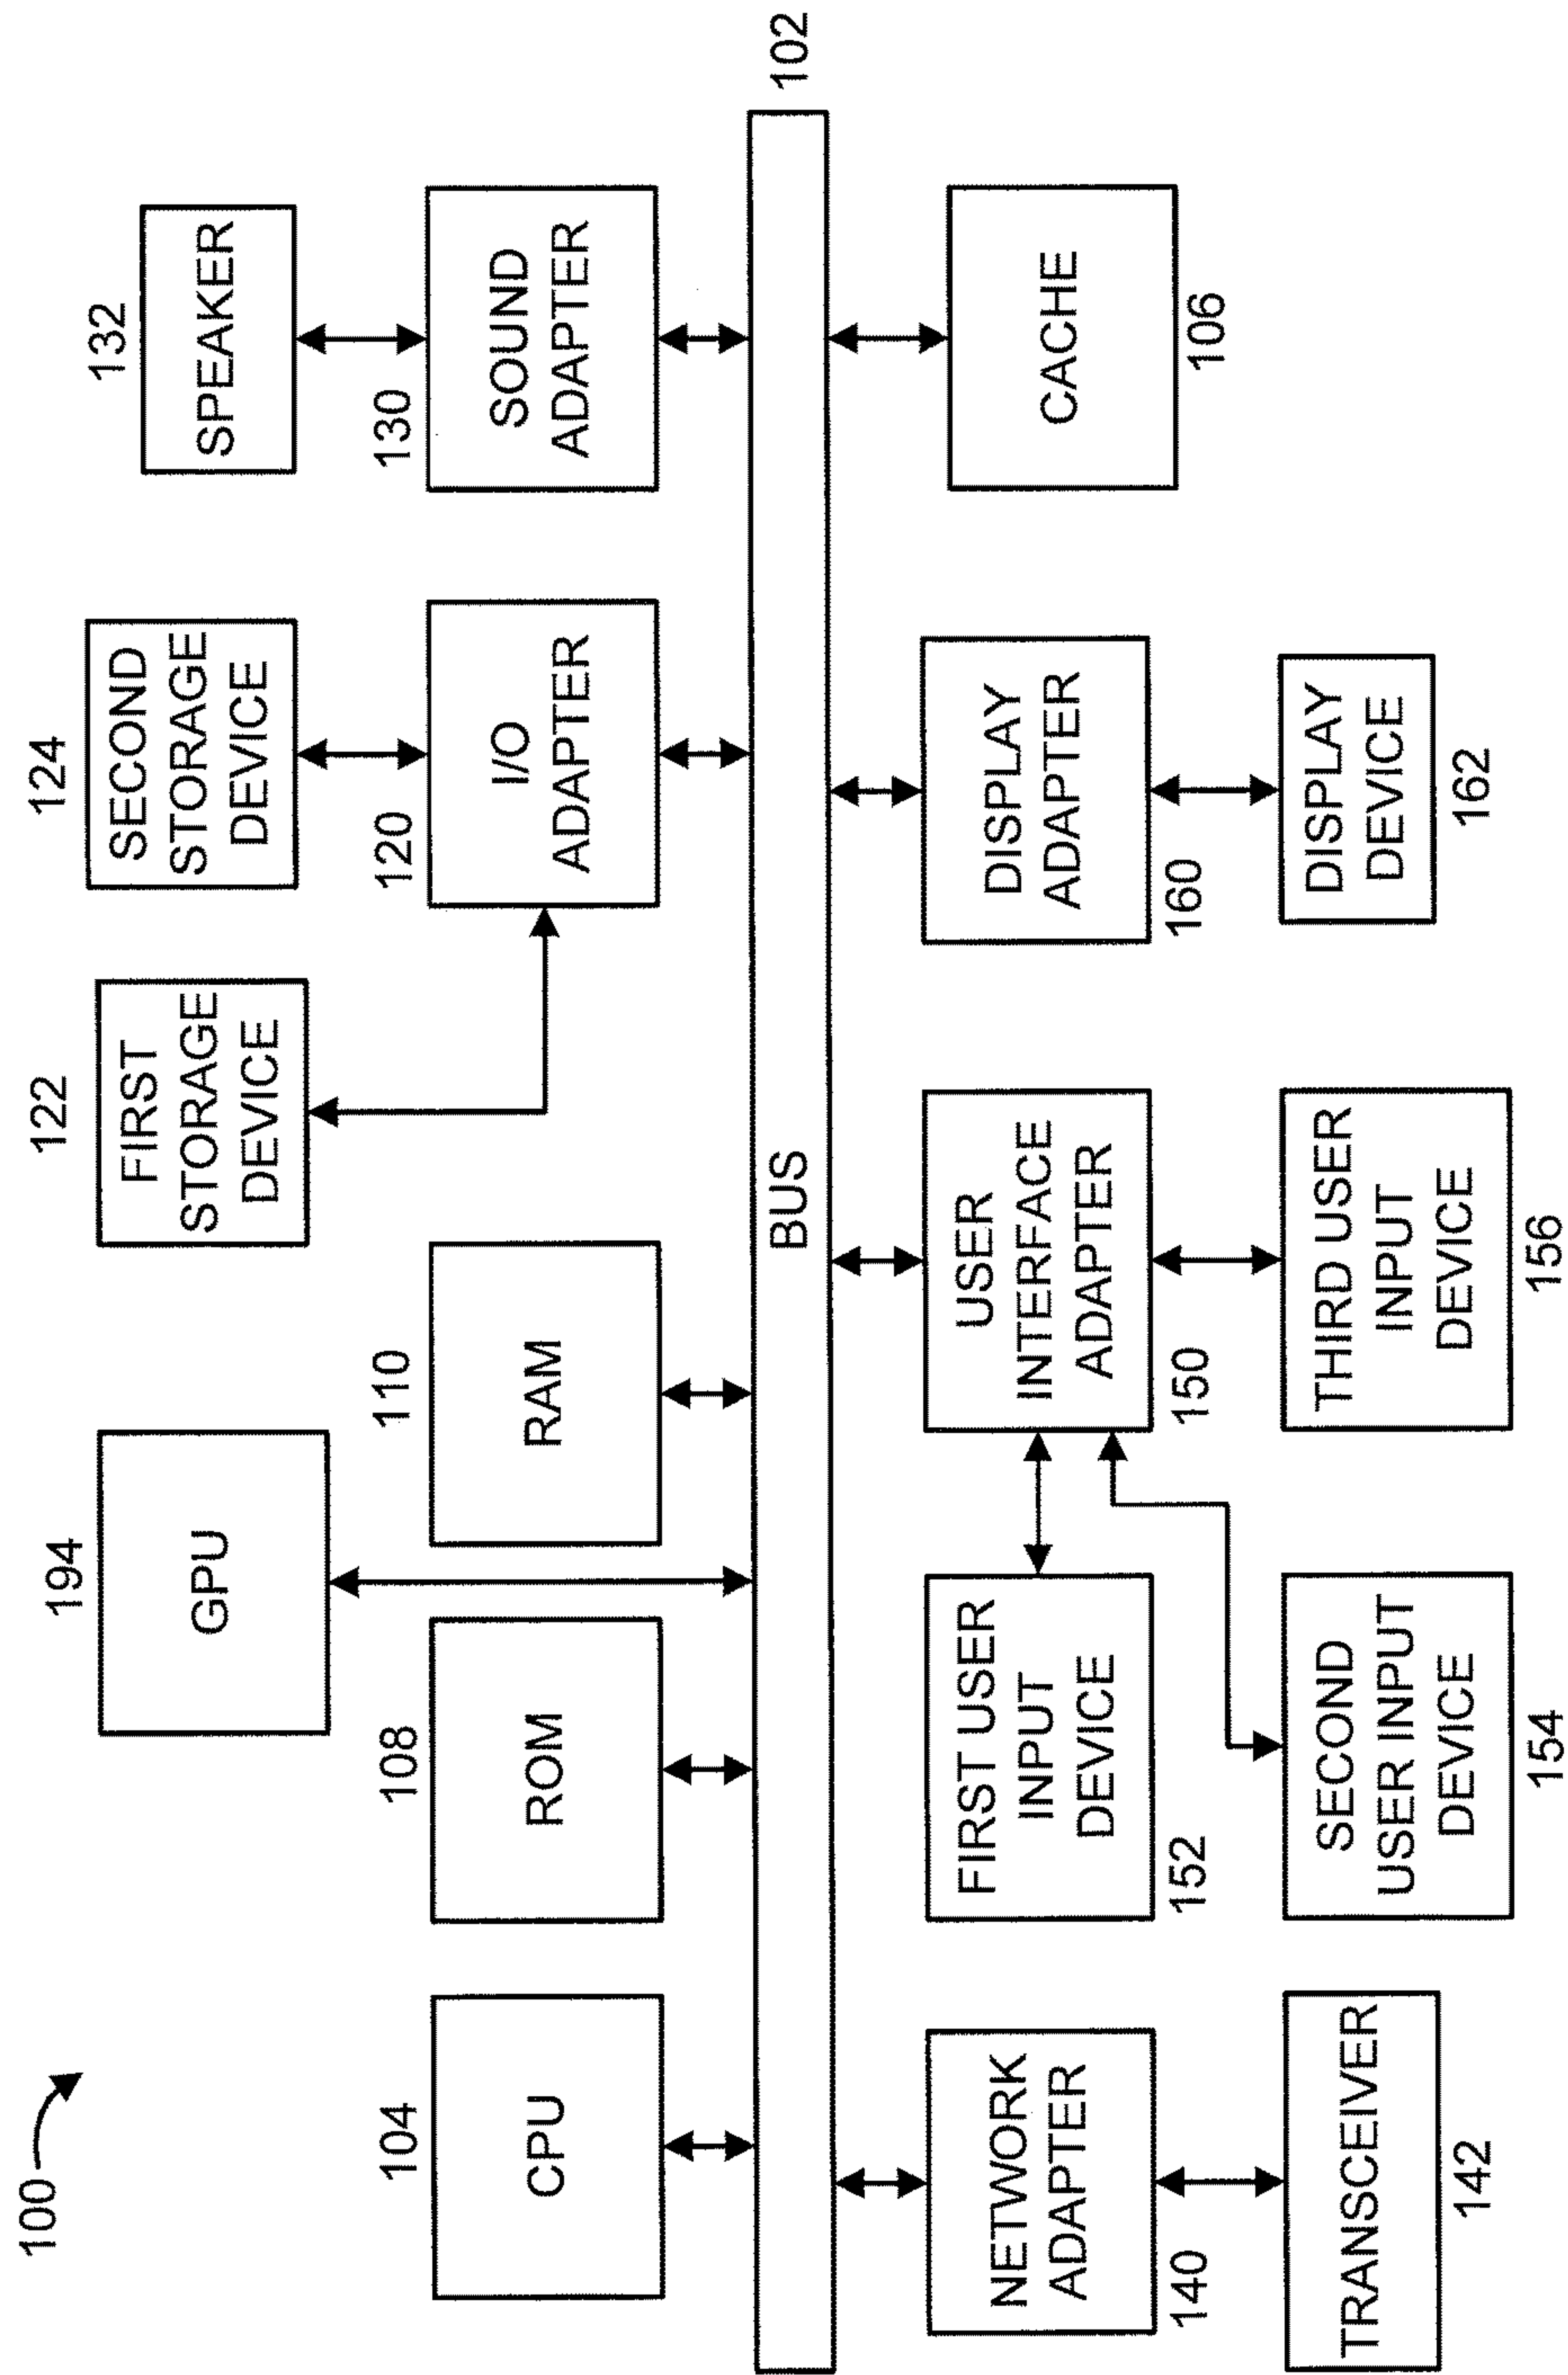 100
194
GPU
122
FIRST
STORAGE
DEVICE
124
SECOND
STORAGE
DEVICE
132
SPEAKER
104
CPU
108
ROM
110
RAM
120
I/O
ADAPTER
130
SOUND
ADAPTER
BUS
102
NETWORK
ADAPTER
140
FIRST USER
INPUT
DEVICE
152
USER
INTERFACE
ADAPTER
150
DISPLAY
ADAPTER
160
CACHE
106
TRANSCEIVER
142
SECOND
USER INPUT
DEVICE
154
THIRD USER
INPUT
DEVICE
156
DISPLAY
DEVICE
162